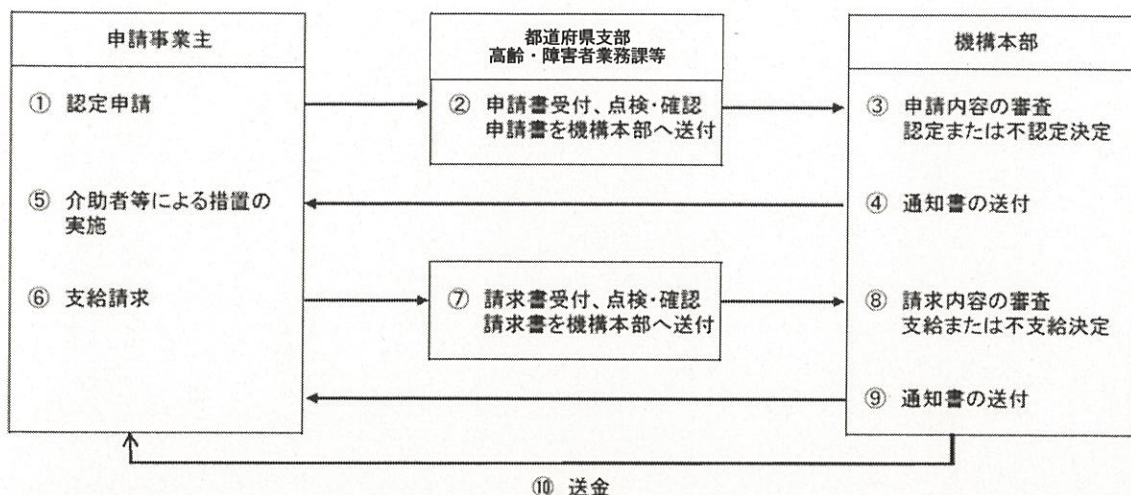 申請事業主
都道府県支部
高齢・障害者業務課等
機構本部
① 認定申請
② 申請書受付、点検・確認
申請書を機構本部へ送付
③ 申請内容の審査
認定または不認定決定
⑤ 介助者等による措置の
実施
④ 通知書の送付
⑥ 支給請求
⑦ 請求書受付、点検・確認
請求書を機構本部へ送付
⑧ 請求内容の審査
支給または不支給決定
⑨ 通知書の送付
⑩ 送金